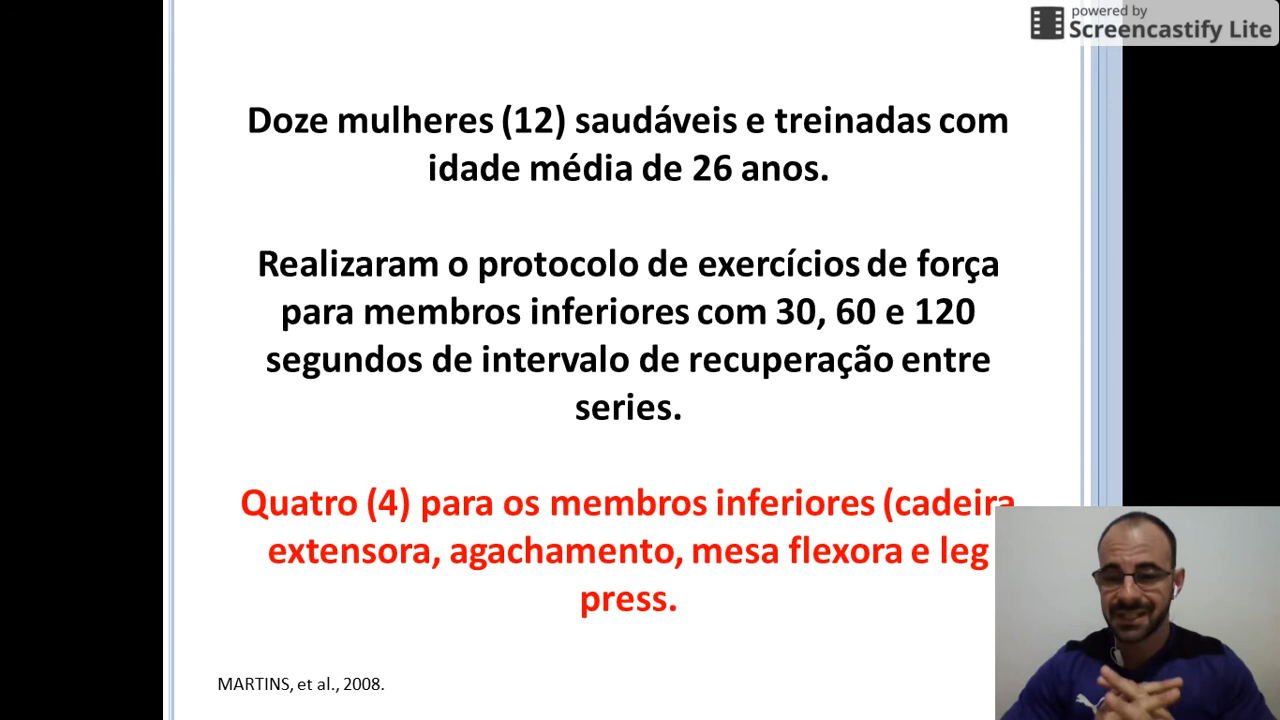 powered by
Screencastify Lite
Doze mulheres (12) saudáveis e treinadas com
idade média de 26 anos.
Realizaram o protocolo de exercícios de força
para membros inferiores com 30, 60 e 120
segundos de intervalo de recuperação entre
series.
Quatro (4) para os membros inferiores (cadeira
extensora, agachamento, mesa flexora e leg
press.
MARTINS, et al., 2008.